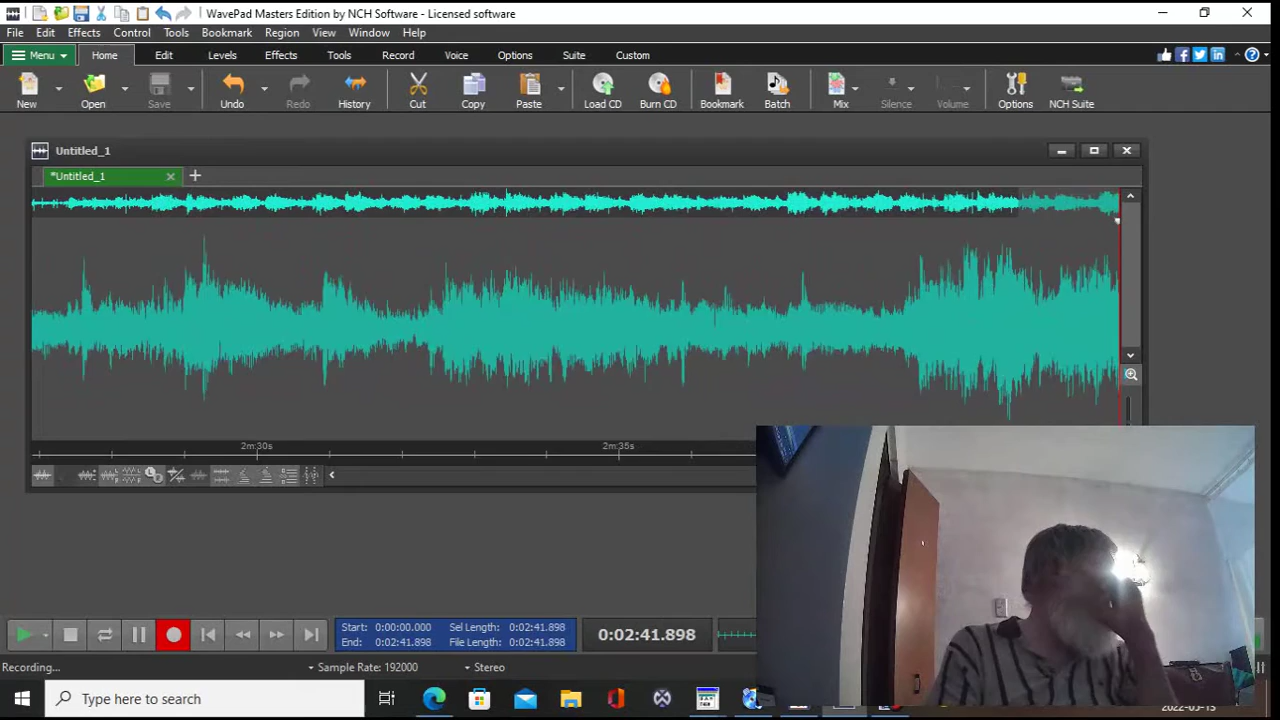 WavePad Masters Edition by NCH Software - Licensed software
File Edit Effects Control Tools Region Bookmark View Window Help
Menu Home Edit Levels Effects Tools Record Voice Options Suite Custom
New Open Save Undo Redo History Cut Copy Paste Load CD Burn CD Bookmark Batch Mix Silence Volume Options NCH Suite
Untitled_1
*Untitled_1
2m:30s 2m:35s
Start: 0:00:00.000 Sel Length: 0:02:41.898
End: 0:02:41.898 File Length: 0:02:41.898
0:02:41.898
Recording... Sample Rate: 192000 Stereo
Type here to search